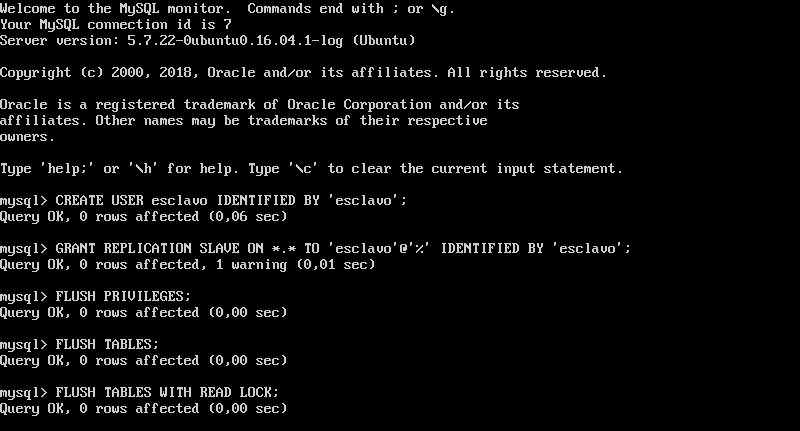 Welcome to the MySQL monitor.  Commands end with ; or \g.
Your MySQL connection id is 7
Server version: 5.7.22-0ubuntu0.16.04.1-log (Ubuntu)
Copyright (c) 2000, 2018, Oracle and/or its affiliates. All rights reserved.
Oracle is a registered trademark of Oracle Corporation and/or its
affiliates. Other names may be trademarks of their respective
owners.
Type 'help;' or '\h' for help. Type '\c' to clear the current input statement.
mysql> CREATE USER esclavo IDENTIFIED BY 'esclavo';
Query OK, 0 rows affected (0,06 sec)
mysql> GRANT REPLICATION SLAVE ON *.* TO 'esclavo'@'%' IDENTIFIED BY 'esclavo';
Query OK, 0 rows affected, 1 warning (0,01 sec)
mysql> FLUSH PRIVILEGES;
Query OK, 0 rows affected (0,00 sec)
mysql> FLUSH TABLES;
Query OK, 0 rows affected (0,00 sec)
mysql> FLUSH TABLES WITH READ LOCK;
Query OK, 0 rows affected (0,00 sec)